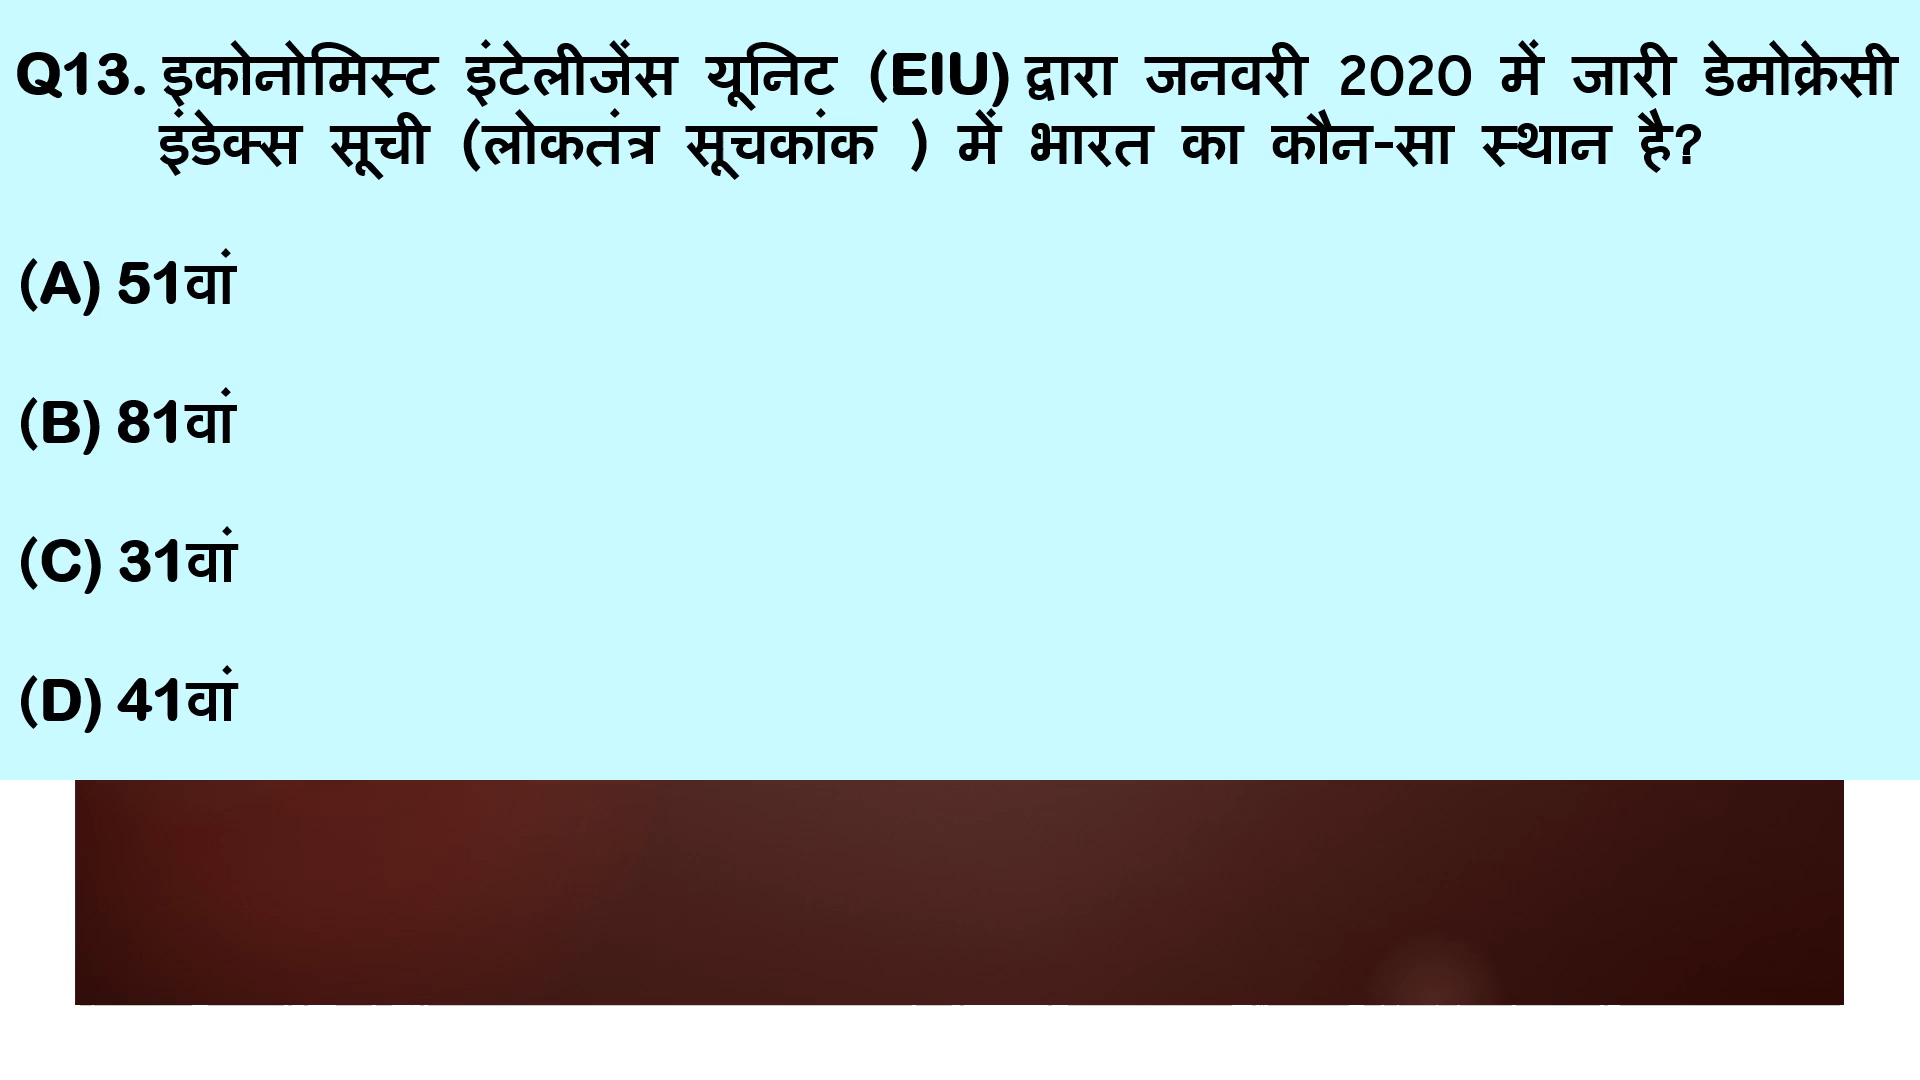 Q13. इकोनोमिस्ट इंटेलीजेंस यूनिट (EIU) द्वारा जनवरी 2020 में जारी डेमोक्रेसी
इंडेक्स सूची (लोकतंत्र सूचकांक ) में भारत का कौन-सा स्थान है?
(A) 51वां
(B) 81वां
(C) 31वां
(D) 41वां